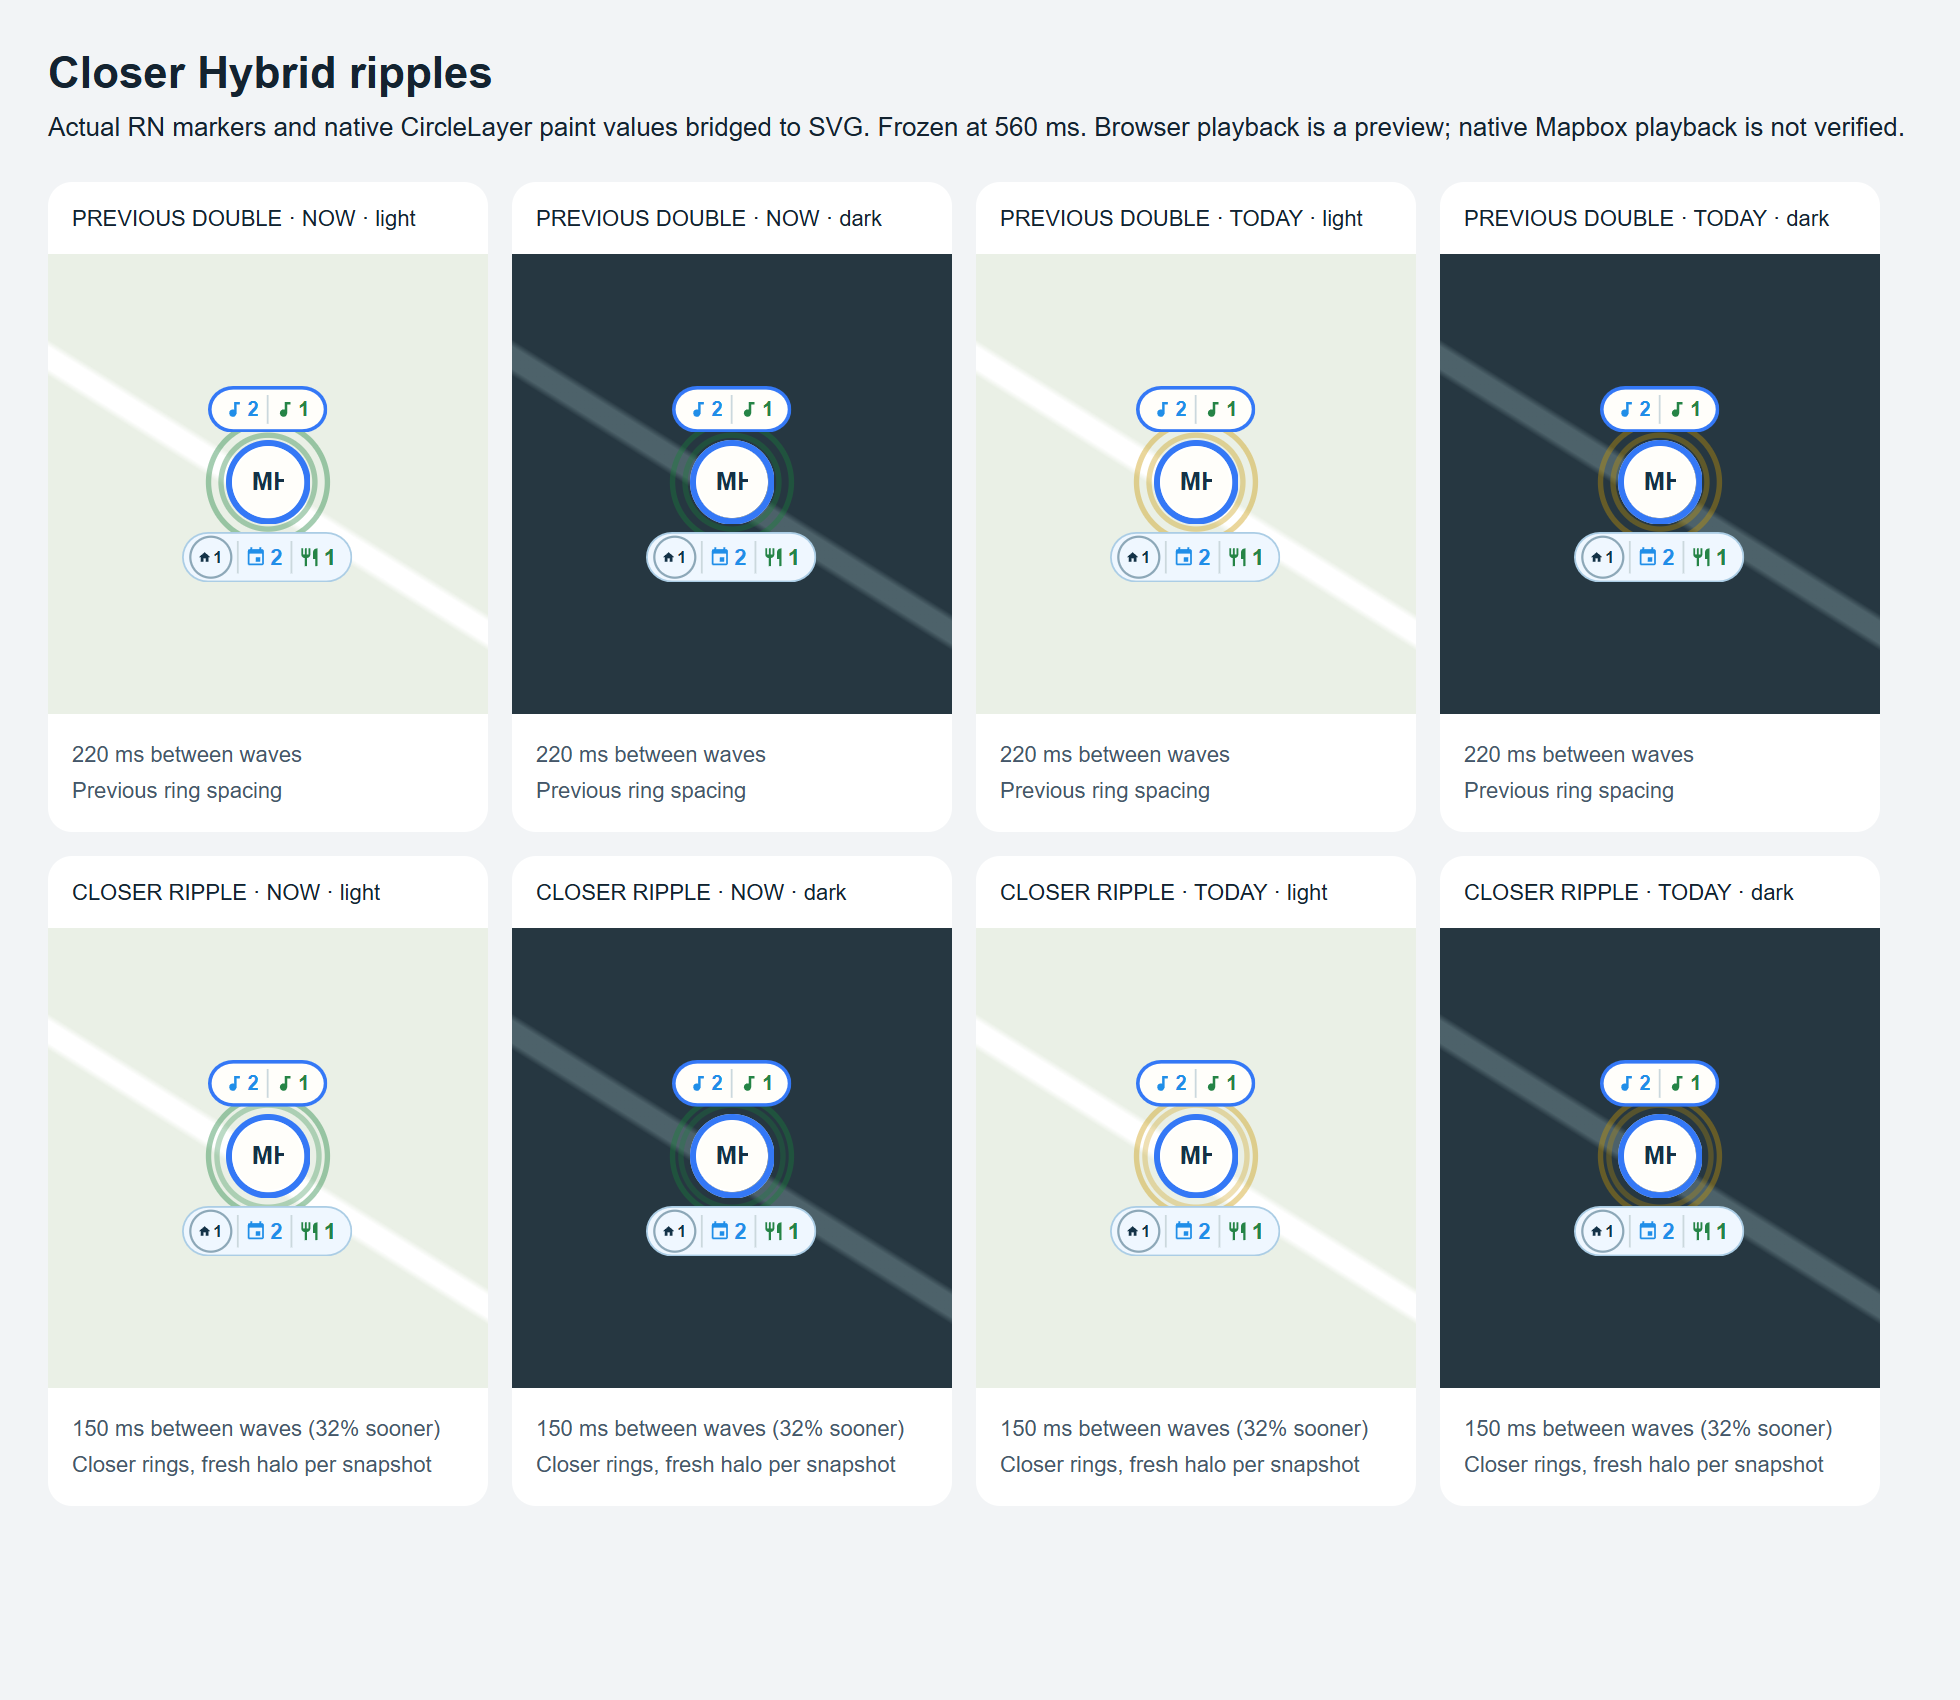 Closer Hybrid ripples
Actual RN markers and native CircleLayer paint values bridged to SVG. Frozen at 560 ms. Browser playback is a preview; native Mapbox playback is not verified.
PREVIOUS DOUBLE · NOW · light
2 1
MH
1 2 1
220 ms between waves
Previous ring spacing
PREVIOUS DOUBLE · NOW · dark
2 1
MH
1 2 1
220 ms between waves
Previous ring spacing
PREVIOUS DOUBLE · TODAY · light
2 1
MH
1 2 1
220 ms between waves
Previous ring spacing
PREVIOUS DOUBLE · TODAY · dark
2 1
MH
1 2 1
220 ms between waves
Previous ring spacing
CLOSER RIPPLE · NOW · light
2 1
MH
1 2 1
150 ms between waves (32% sooner)
Closer rings, fresh halo per snapshot
CLOSER RIPPLE · NOW · dark
2 1
MH
1 2 1
150 ms between waves (32% sooner)
Closer rings, fresh halo per snapshot
CLOSER RIPPLE · TODAY · light
2 1
MH
1 2 1
150 ms between waves (32% sooner)
Closer rings, fresh halo per snapshot
CLOSER RIPPLE · TODAY · dark
2 1
MH
1 2 1
150 ms between waves (32% sooner)
Closer rings, fresh halo per snapshot